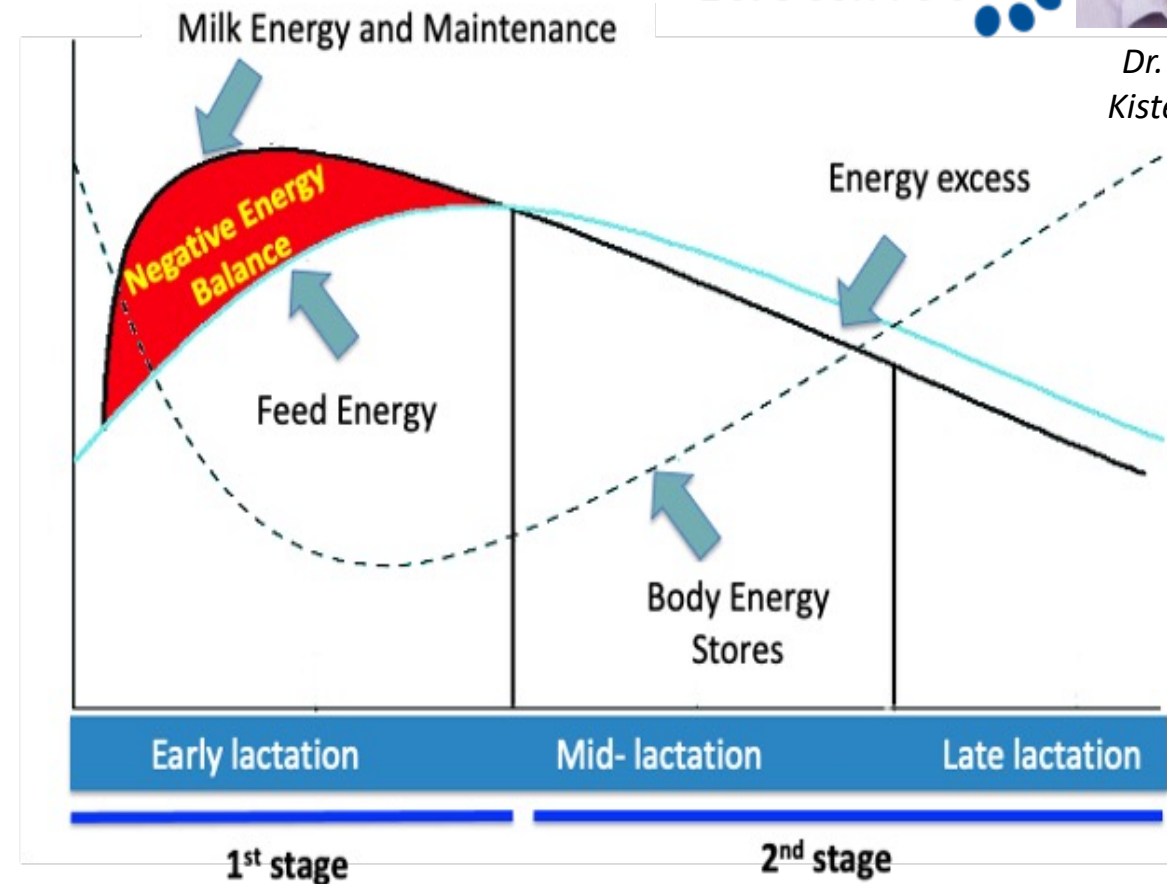 Milk Energy and Maintenance
Dr.
Energy excess
Negative Energy
Balance
Feed Energy
Body Energy
Stores
Early lactation
Mid- lactation
Late lactation
1st stage
2nd stage